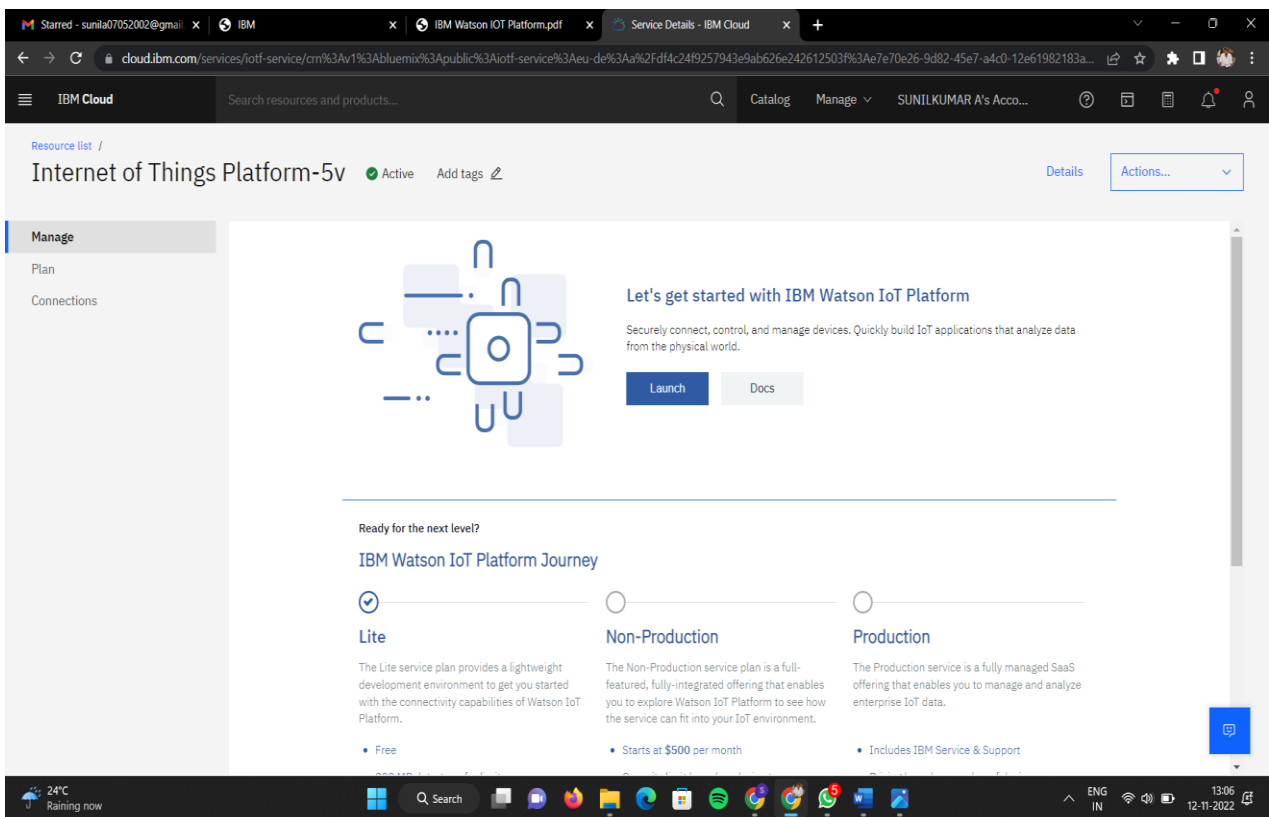 Starred - sunila07052002@gmail
IBM
IBM Watson IOT Platform.pdf
Service Details - IBM Cloud
cloud.ibm.com/services/iotf-service/crn%3Av1%3Abluemix%3Apublic%3Aiotf-service%3Aeu-de%3Aa%2Fdf4c24f9257943e9ab626e242612503f%3Ae7e70e26-9d82-45e7-a4c0-12e61982183a...
IBM Cloud
Search resources and products...
Catalog
Manage
SUNILKUMAR A's Acco...
Resource list /
Internet of Things Platform-5v
Active
Add tags
Details
Actions...
Manage
Plan
Connections
Let's get started with IBM Watson IoT Platform
Securely connect, control, and manage devices. Quickly build IoT applications that analyze data
from the physical world.
Launch
Docs
Ready for the next level?
IBM Watson IoT Platform Journey
Lite
The Lite service plan provides a lightweight
development environment to get you started
with the connectivity capabilities of Watson IoT
Platform.
• Free
Non-Production
The Non-Production service plan is a full-
featured, fully-integrated offering that enables
you to explore Watson IoT Platform to see how
the service can fit into your IoT environment.
• Starts at $500 per month
Production
The Production service is a fully managed SaaS
offering that enables you to manage and analyze
enterprise IoT data.
• Includes IBM Service & Support
24°C
Raining now
Search
5
ENG
IN
13:06
12-11-2022